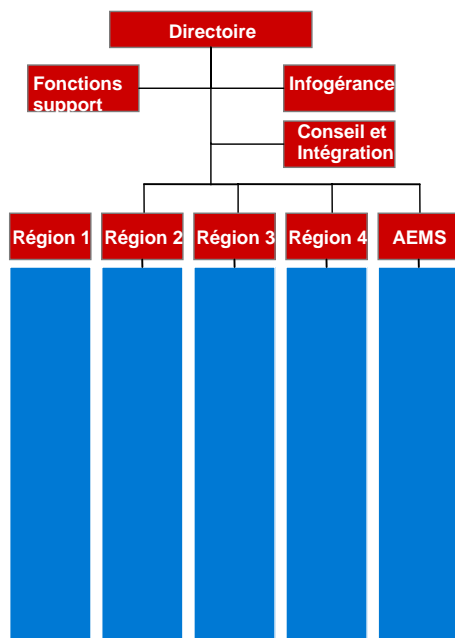 Directoire
Fonctions
support
Infogérance
Conseil et
Intégration
Région 1
Région 2
Région 3
Région 4
AEMS